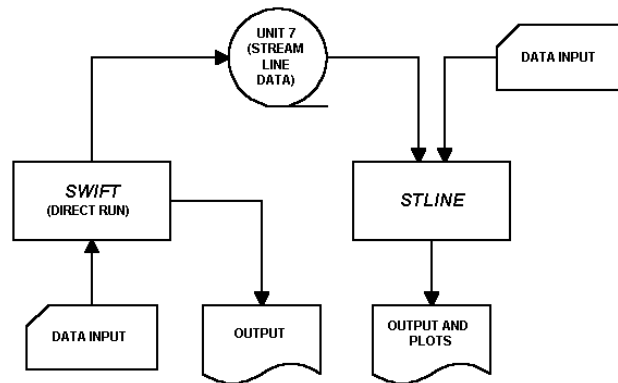 UNIT 7
(STREAM
LINE
DATA)
DATA INPUT
SWIFT
(DIRECT RUN)
STLINE
DATA INPUT
OUTPUT
OUTPUT AND
PLOTS